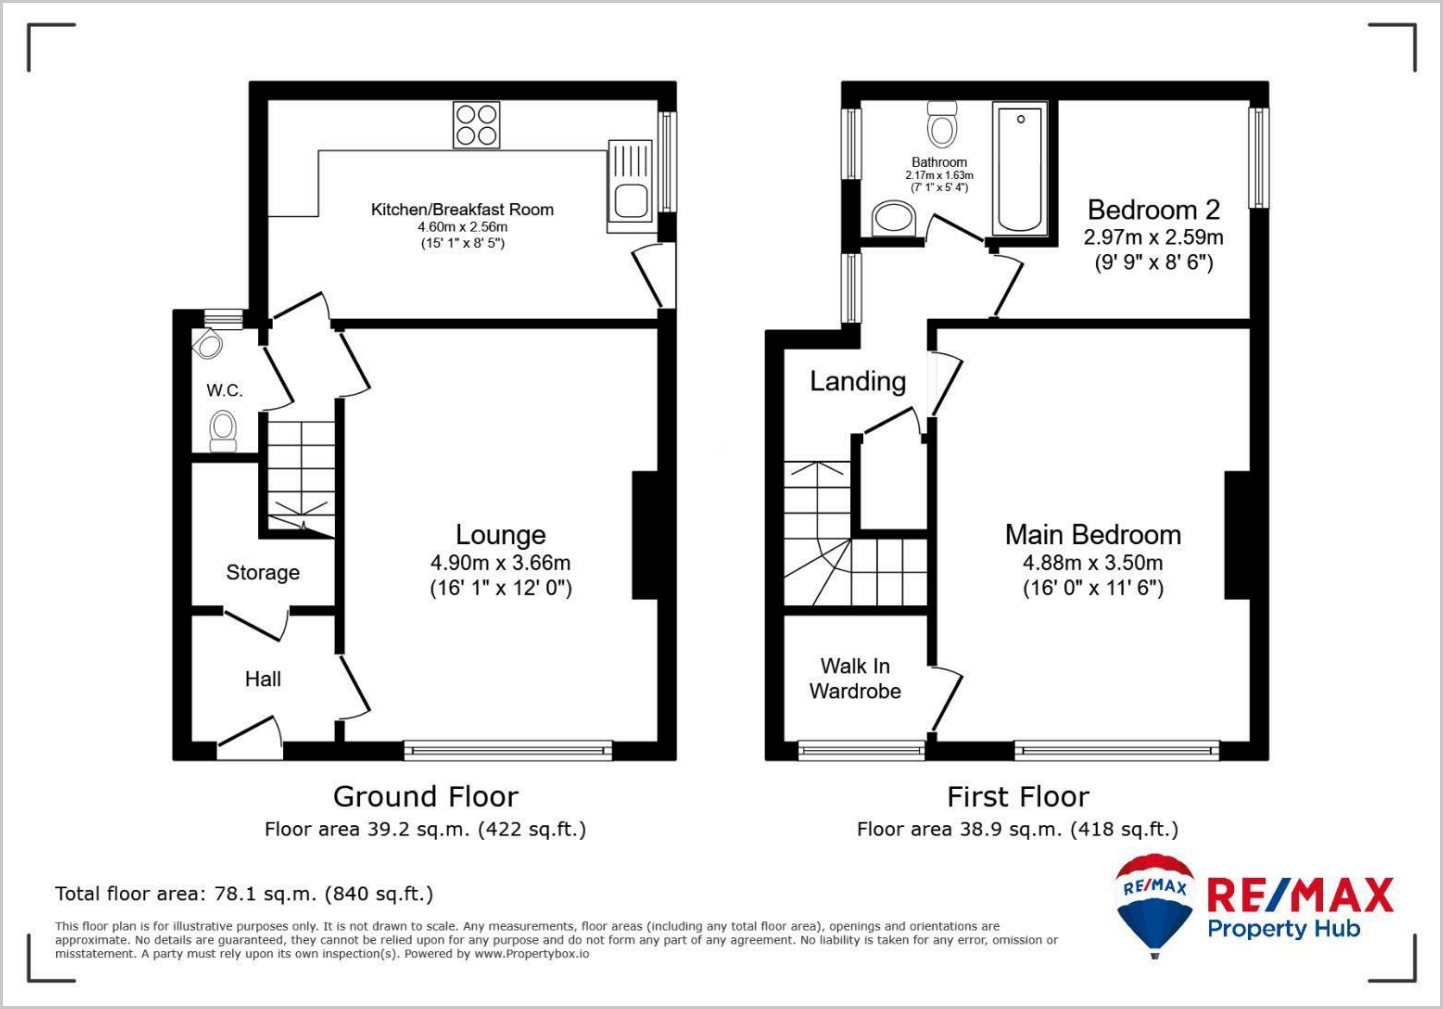 Kitchen/Breakfast Room
4.60m x 2.56m
(15' 1" x 8' 5")
W.C.
Lounge
4.90m x 3.66m
(16' 1" x 12' 0")
Storage
Hall
Ground Floor
Floor area 39.2 sq.m. (422 sq.ft.)
Bathroom
2.17m x 1.63m
(7' 1" x 5' 4")
Bedroom 2
2.97m x 2.59m
(9' 9" x 8' 6")
Landing
Main Bedroom
4.88m x 3.50m
(16' 0" x 11' 6")
Walk In
Wardrobe
First Floor
Floor area 38.9 sq.m. (418 sq.ft.)
Total floor area: 78.1 sq.m. (840 sq.ft.)
This floor plan is for illustrative purposes only. It is not drawn to scale. Any measurements, floor areas (including any total floor area), openings and orientations are
approximate. No details are guaranteed, they cannot be relied upon for any purpose and do not form any part of any agreement. No liability is taken for any error, omission or
misstatement. A party must rely upon its own inspection(s). Powered by www.Propertybox.io
RE/MAX
RE/MAX
Property Hub